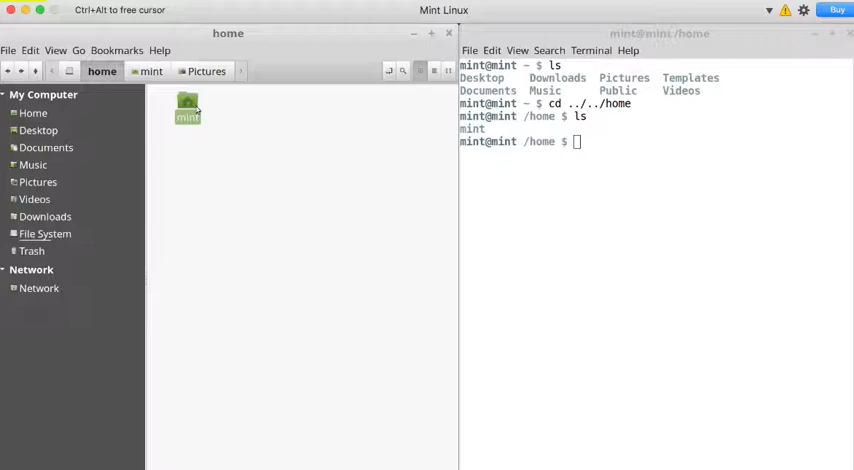 Ctrl+Alt to free cursor
Mint Linux
Buy
home
File Edit View Go Bookmarks Help
home mint Pictures
My Computer
Home
Desktop
Documents
Music
Pictures
Videos
Downloads
File System
Trash
Network
Network
mint
mint@mint:/home
File Edit View Search Terminal Help
mint@mint ~ $ ls
Desktop Downloads Pictures Templates
Documents Music Public Videos
mint@mint ~ $ cd ../../home
mint@mint /home $ ls
mint
mint@mint /home $